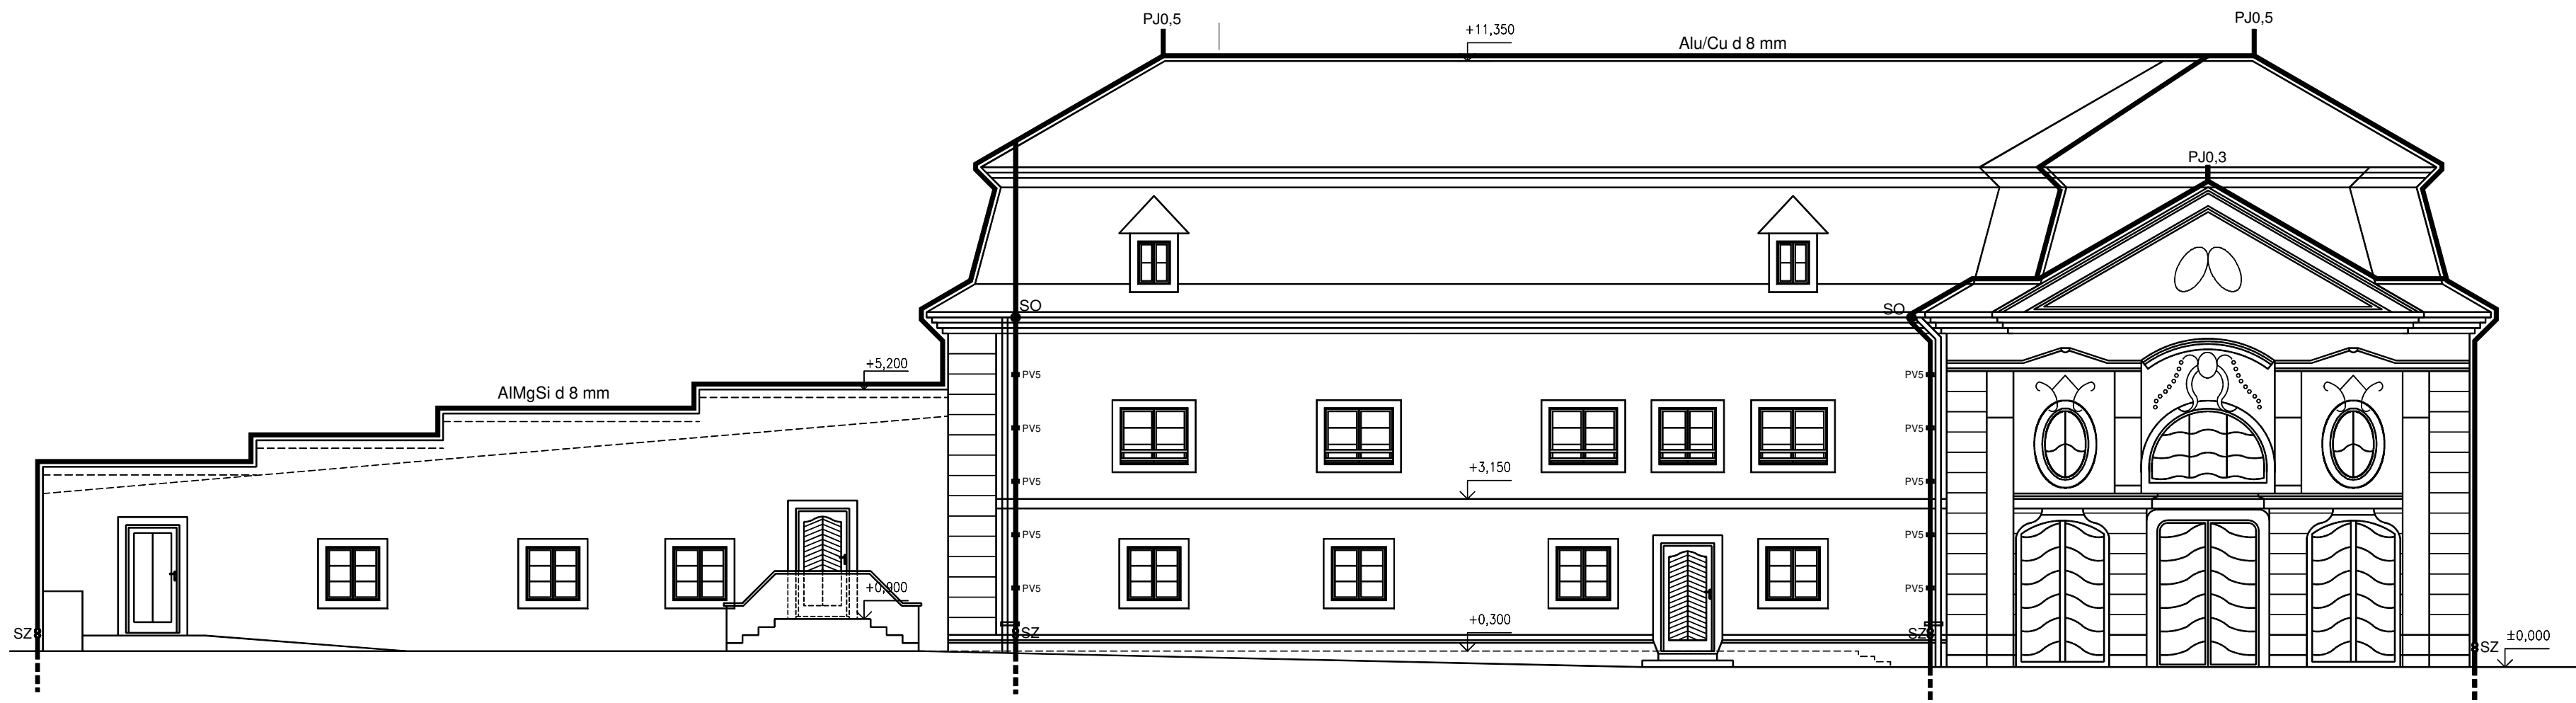 PJ0,5
PJ0,5
+11,350
Alu/Cu d 8 mm
PJ0,3
SO
SO
+5,200
PV5
PV5
AlMgSi d 8 mm
PV5
PV5
+3,150
PV5
PV5
PV5
PV5
+0,900
PV5
PV5
+0,300
SZ
SZ
SZ
±0,000
SZ